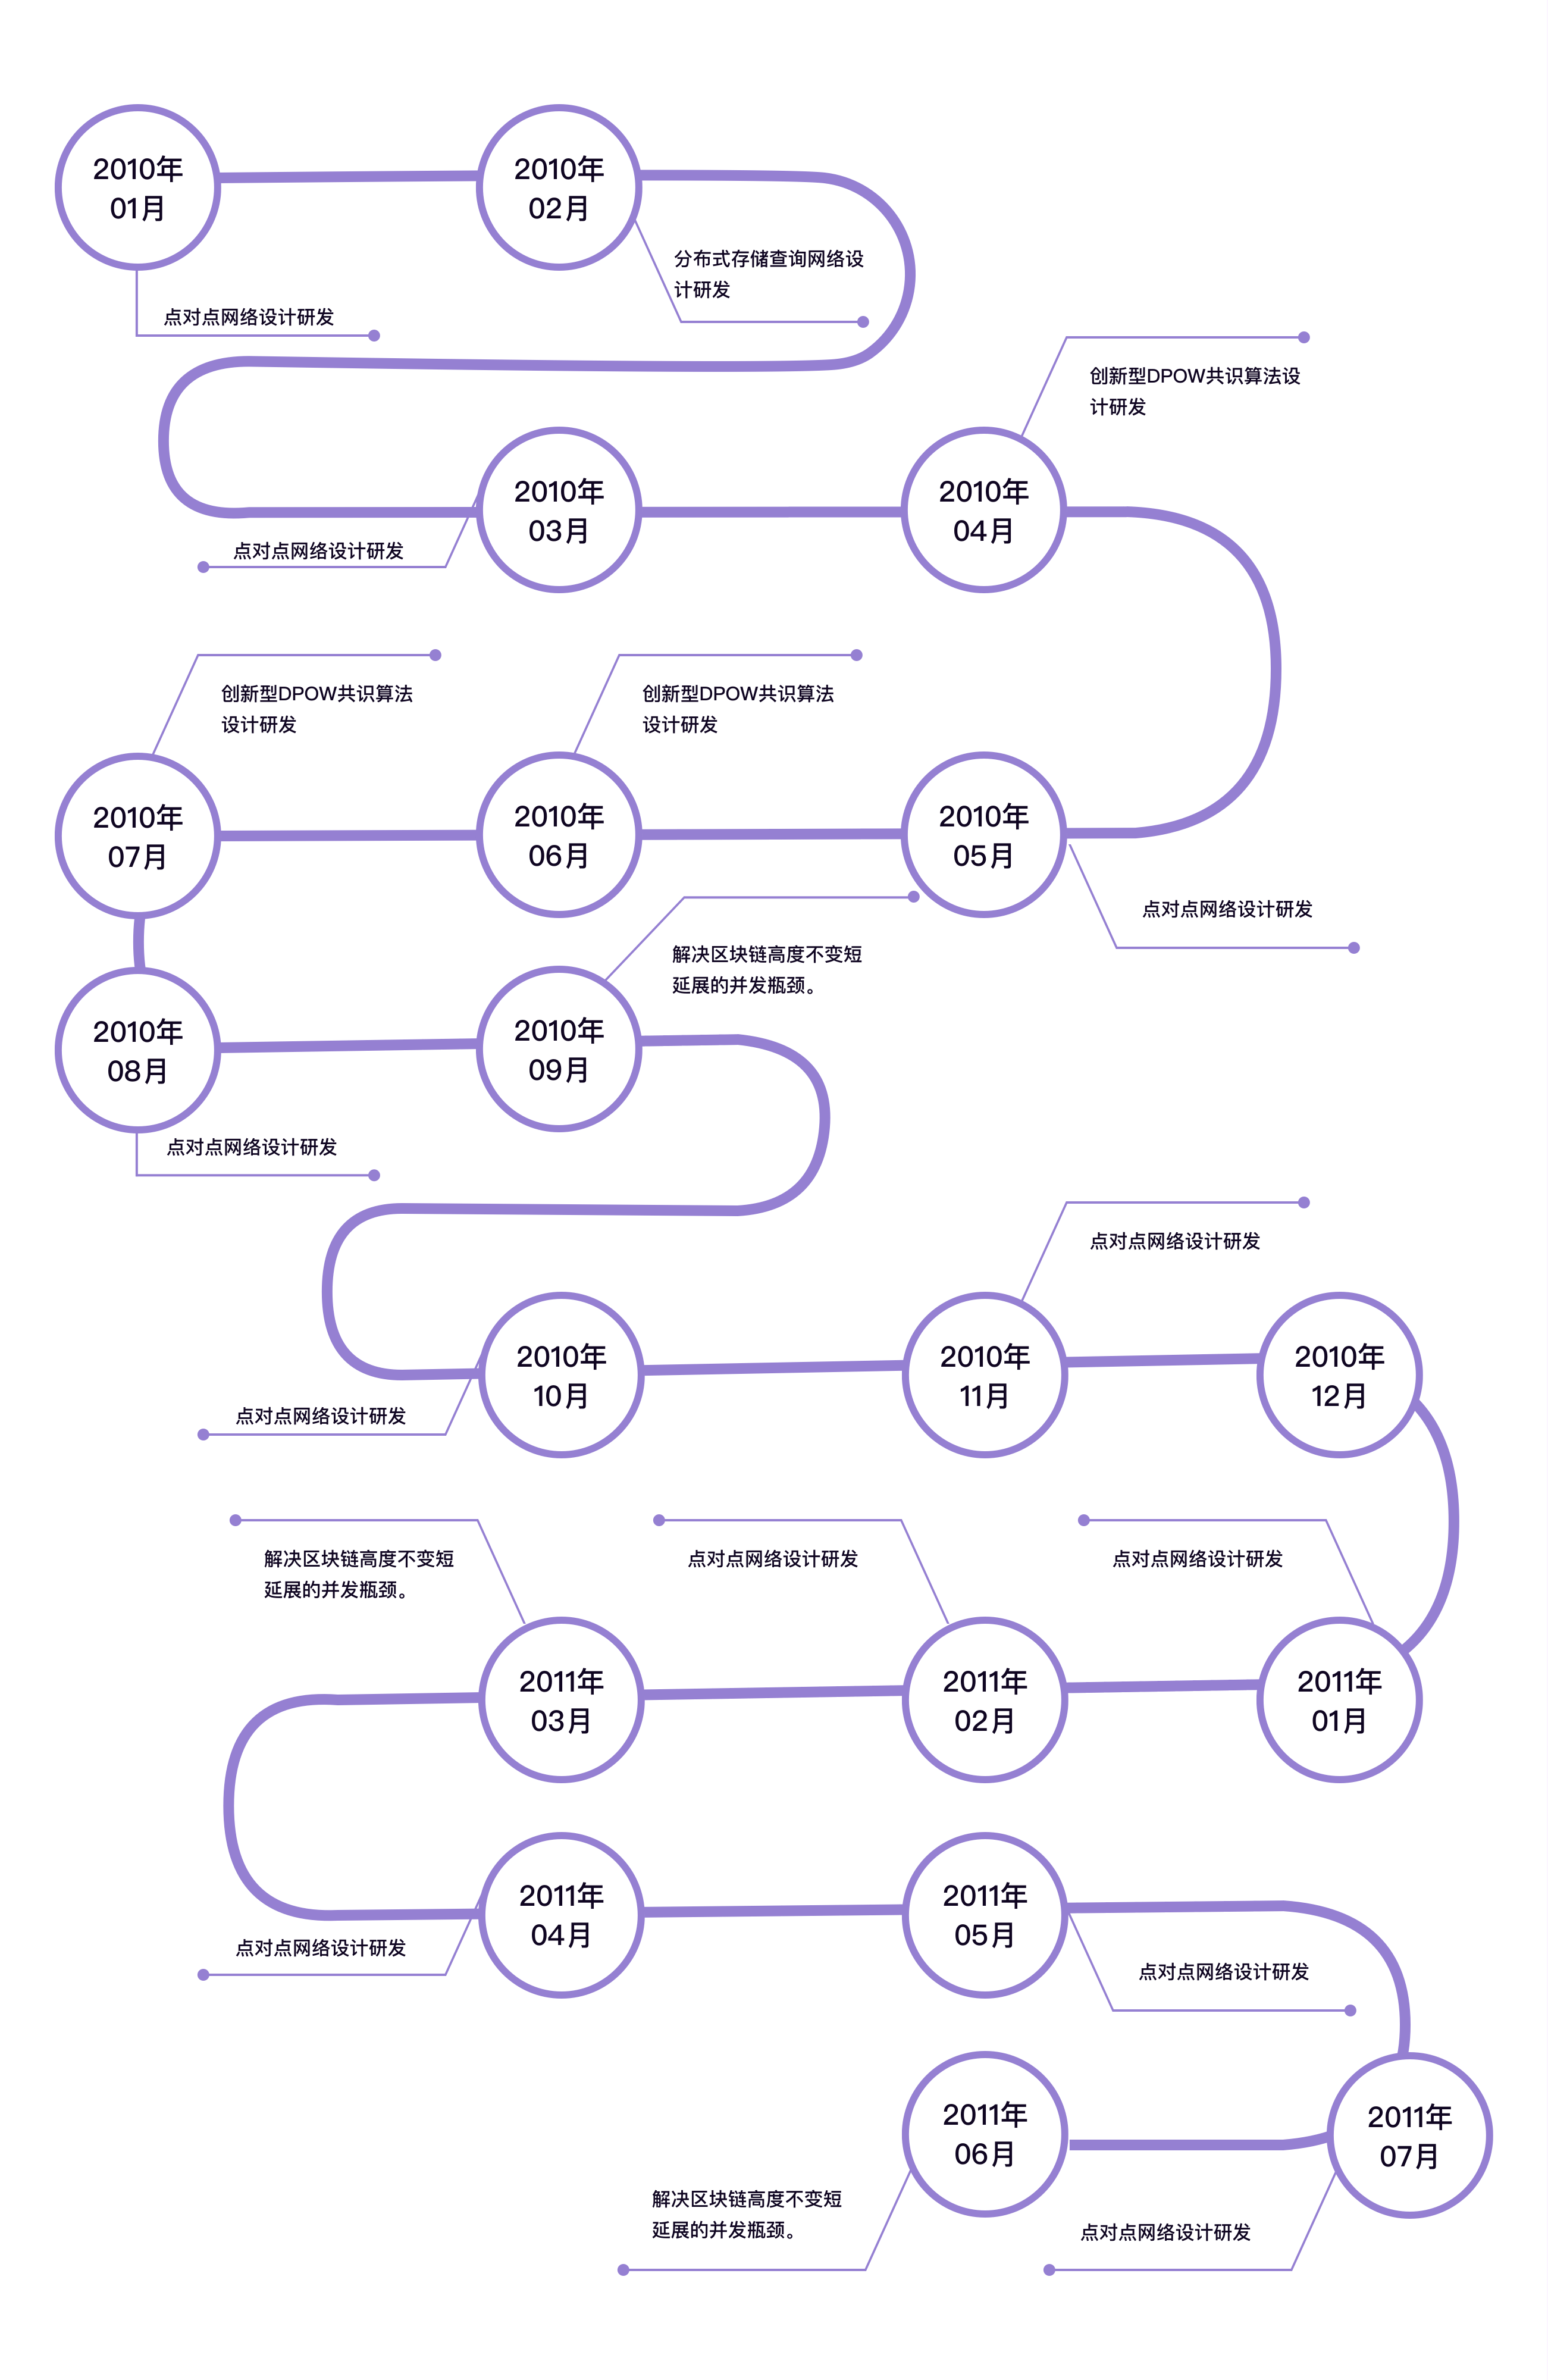 2010年
01月
点对点网络设计研发
2010年
02月
分布式存储查询网络设
计研发
2010年
03月
点对点网络设计研发
2010年
04月
创新型DPOW共识算法设
计研发
2010年
07月
创新型DPOW共识算法
设计研发
2010年
06月
创新型DPOW共识算法
设计研发
2010年
05月
点对点网络设计研发
2010年
08月
点对点网络设计研发
2010年
09月
解决区块链高度不变短
延展的并发瓶颈。
2010年
10月
点对点网络设计研发
2010年
11月
点对点网络设计研发
2010年
12月
2011年
03月
解决区块链高度不变短
延展的并发瓶颈。
2011年
02月
点对点网络设计研发
2011年
01月
点对点网络设计研发
2011年
04月
点对点网络设计研发
2011年
05月
点对点网络设计研发
2011年
06月
解决区块链高度不变短
延展的并发瓶颈。
2011年
07月
点对点网络设计研发